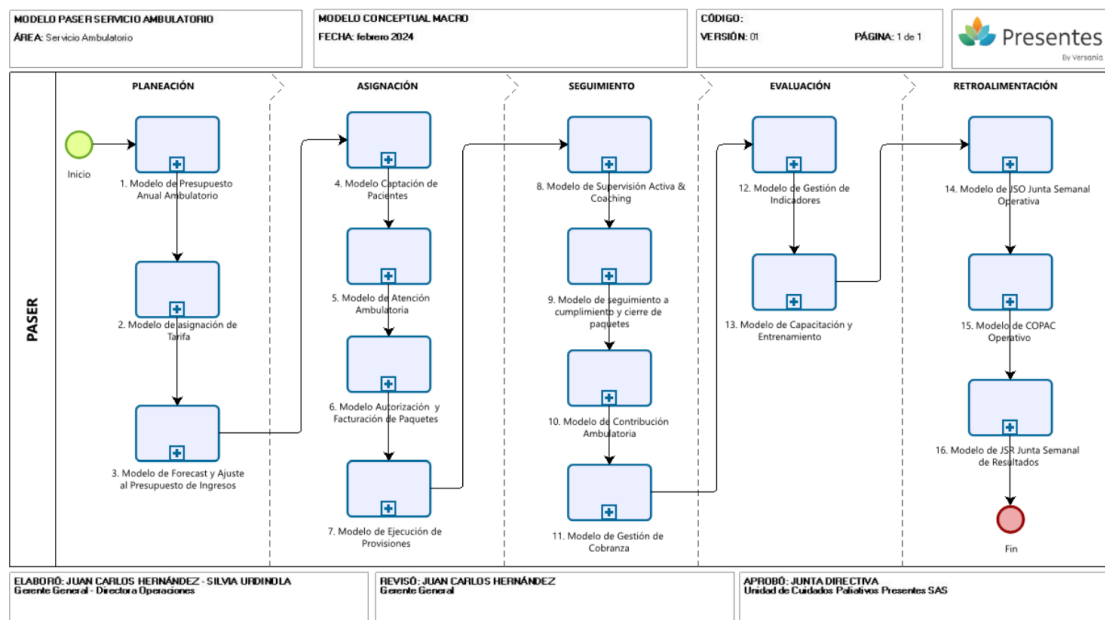 MODELO PASER SERVICIO AMBULATORIO
ÁREA: Servicio Ambulatorio
MODELO CONCEPTUAL MACRO
FECHA: febrero 2024
CÓDIGO:
VERSIÓN: 01
PÁGINA: 1 de 1
Presentes
By Versania
PASER
PLANEACIÓN
Inicio
1. Modelo de Presupuesto
Anual Ambulatorio
2. Modelo de asignación de
Tarifa
3. Modelo de Forecast y Ajuste
al Presupuesto de Ingresos
ASIGNACIÓN
4. Modelo Captación de
Pacientes
5. Modelo de Atención
Ambulatoria
6. Modelo Autorización y
Facturación de Paquetes
7. Modelo de Ejecución de
Provisiones
SEGUIMIENTO
8. Modelo de Supervisión Activa &
Coaching
9. Modelo de seguimiento a
cumplimiento y cierre de
paquetes
10. Modelo de Contribución
Ambulatoria
11. Modelo de Gestión de
Cobranza
EVALUACIÓN
12. Modelo de Gestión de
Indicadores
13. Modelo de Capacitación y
Entrenamiento
RETROALIMENTACIÓN
14. Modelo de JSO Junta Semanal
Operativa
15. Modelo de COPAC
Operativo
16. Modelo de JSR Junta Semanal
de Resultados
Fin
ELABORÓ: JUAN CARLOS HERNÁNDEZ - SILVIA URDINOLA
Gerente General - Directora Operaciones
REVISÓ: JUAN CARLOS HERNÁNDEZ
Gerente General
APROBÓ: JUNTA DIRECTIVA
Unidad de Cuidados Paliativos Presentes SAS